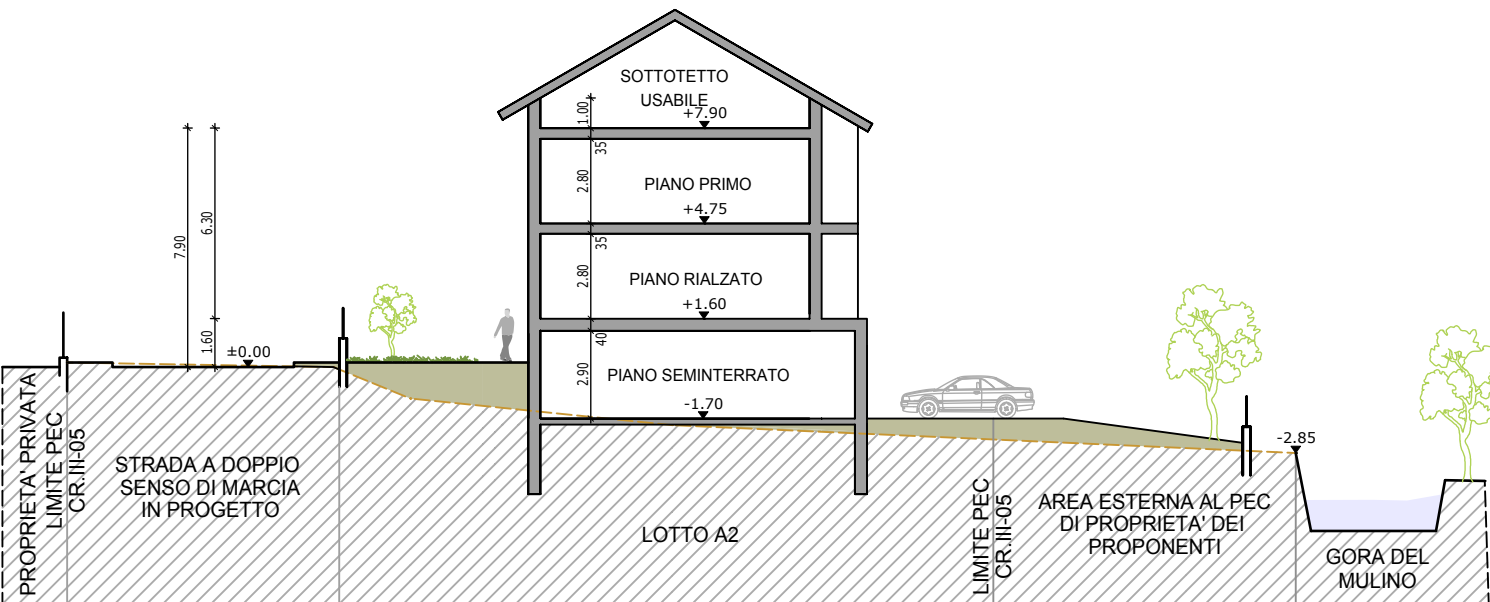 SOTTOTETTO
USABILE
+7.90
1.00
35
2.80
PIANO PRIMO
+4.75
35
2.80
PIANO RIALZATO
+1.60
40
2.90
PIANO SEMINTERRATO
-1.70
7.90
6.30
1.60
±0.00
-2.85
PROPRIETA' PRIVATA
LIMITE PEC
CR.III-05
STRADA A DOPPIO
SENSO DI MARCIA
IN PROGETTO
LOTTO A2
LIMITE PEC
CR.III-05
AREA ESTERNA AL PEC
DI PROPRIETA' DEI
PROPONENTI
GORA DEL
MULINO